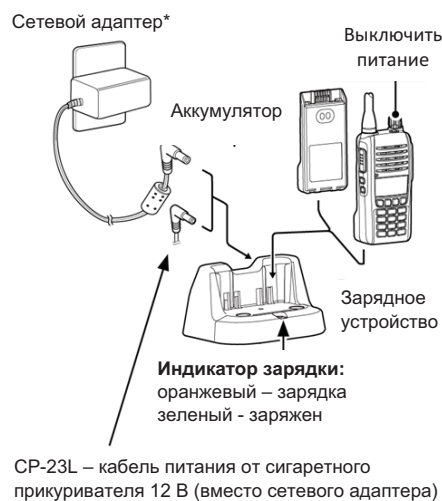 Сетевой адаптер*
Выключить
питание
Аккумулятор
Зарядное
устройство
Индикатор зарядки:
оранжевый – зарядка
зеленый - заряжен
CP-23L – кабель питания от сигаретного
прикуривателя 12 В (вместо сетевого адаптера)